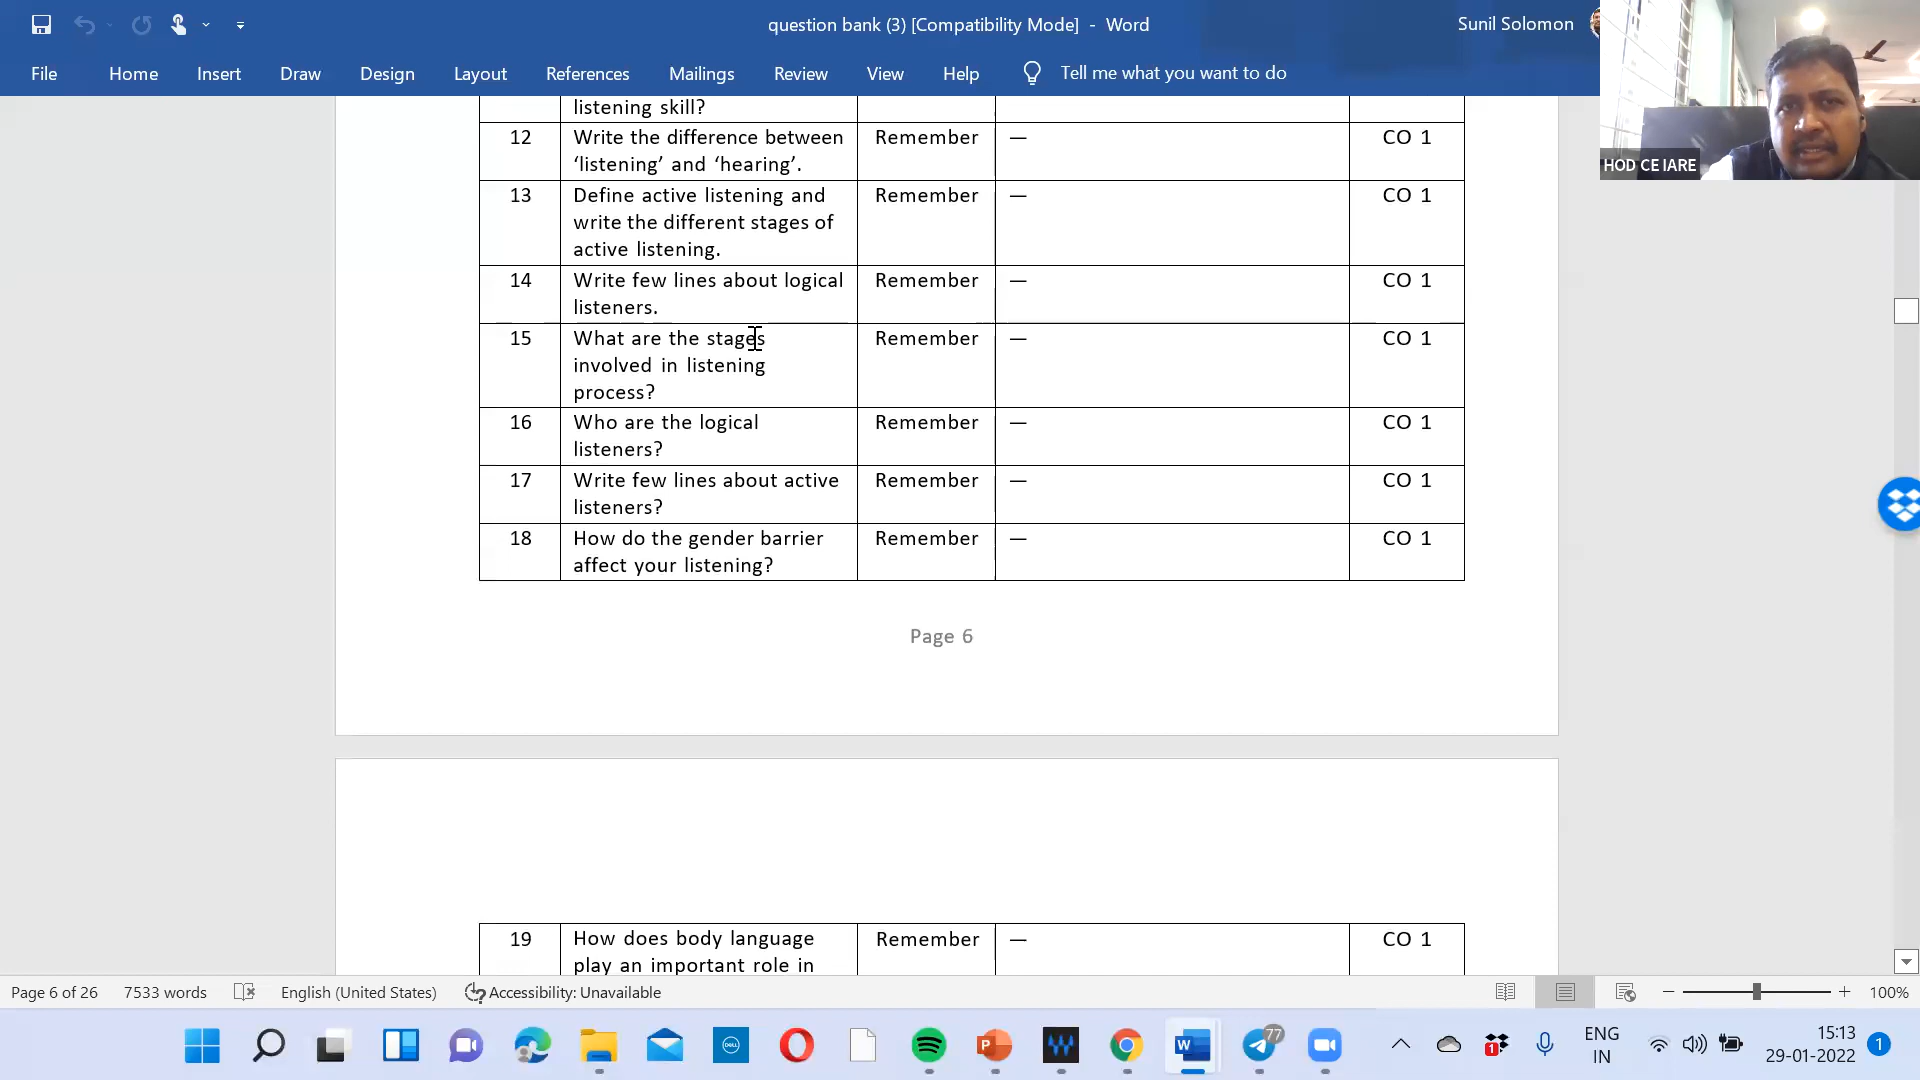 question bank (3) [Compatibility Mode] - Word
Sunil Solomon
File Home Insert Draw Design Layout References Mailings Review View Help Tell me what you want to do
HOD CE IARE
listening skill?
12 Write the difference between Remember — CO 1
‘listening’ and ‘hearing’.
13 Define active listening and Remember — CO 1
write the different stages of
active listening.
14 Write few lines about logical Remember — CO 1
listeners.
15 What are the stages Remember — CO 1
involved in listening
process?
16 Who are the logical Remember — CO 1
listeners?
17 Write few lines about active Remember — CO 1
listeners?
18 How do the gender barrier Remember — CO 1
affect your listening?
Page 6
19 How does body language Remember — CO 1
play an important role in
Page 6 of 26 7533 words English (United States) Accessibility: Unavailable 100%
DELL
77
1
ENG
IN
15:13
29-01-2022
1